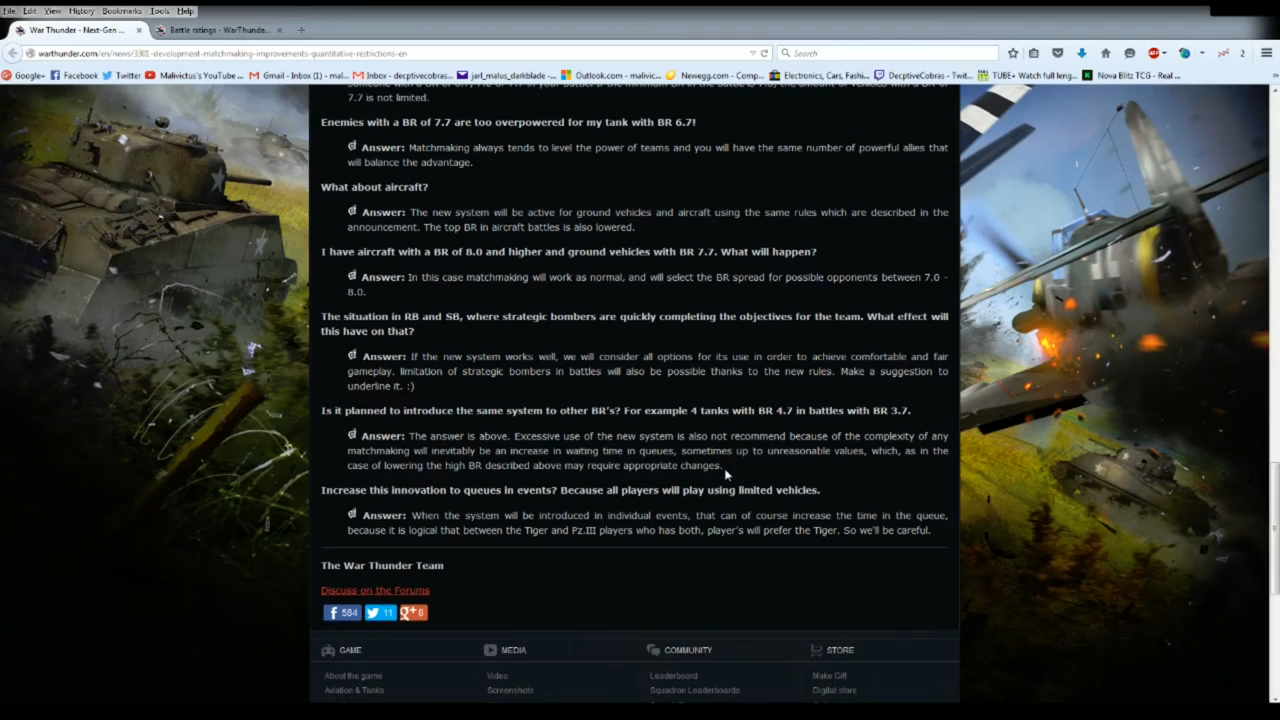 File Edit View History Bookmarks Tools Help
War Thunder - Next-Gen ... × Battle ratings - WarThunde... × +
warthunder.com/en/news/3301-development-matchmaking-improvements-quantitative-restrictions-en Search 2
Google+ Facebook Twitter Malivictus's YouTube... Gmail - Inbox (1) - mal... Inbox - decptivecobras... jarl_malus_darkblade -... Outlook.com - malivic... Newegg.com - Comp... Electronics, Cars, Fashi... DecptiveCobras - Twit... TUBE+ Watch full leng... Nova Blitz TCG - Real ...
7.7 is not limited.
Enemies with a BR of 7.7 are too overpowered for my tank with BR 6.7!
Answer: Matchmaking always tends to level the power of teams and you will have the same number of powerful allies that
will balance the advantage.
What about aircraft?
Answer: The new system will be active for ground vehicles and aircraft using the same rules which are described in the
announcement. The top BR in aircraft battles is also lowered.
I have aircraft with a BR of 8.0 and higher and ground vehicles with BR 7.7. What will happen?
Answer: In this case matchmaking will work as normal, and will select the BR spread for possible opponents between 7.0 -
8.0.
The situation in RB and SB, where strategic bombers are quickly completing the objectives for the team. What effect will
this have on that?
Answer: If the new system works well, we will consider all options for its use in order to achieve comfortable and fair
gameplay. limitation of strategic bombers in battles will also be possible thanks to the new rules. Make a suggestion to
underline it. :)
Is it planned to introduce the same system to other BR's? For example 4 tanks with BR 4.7 in battles with BR 3.7.
Answer: The answer is above. Excessive use of the new system is also not recommend because of the complexity of any
matchmaking will inevitably be an increase in waiting time in queues, sometimes up to unreasonable values, which, as in the
case of lowering the high BR described above may require appropriate changes.
Increase this innovation to queues in events? Because all players will play using limited vehicles.
Answer: When the system will be introduced in individual events, that can of course increase the time in the queue,
because it is logical that between the Tiger and Pz.III players who has both, player's will prefer the Tiger. So we'll be careful.
The War Thunder Team
Discuss on the Forums
584 11 8
GAME MEDIA COMMUNITY STORE
About the game Video Leaderboard Make Gift
Aviation & Tanks Screenshots Squadron Leaderboards Digital store